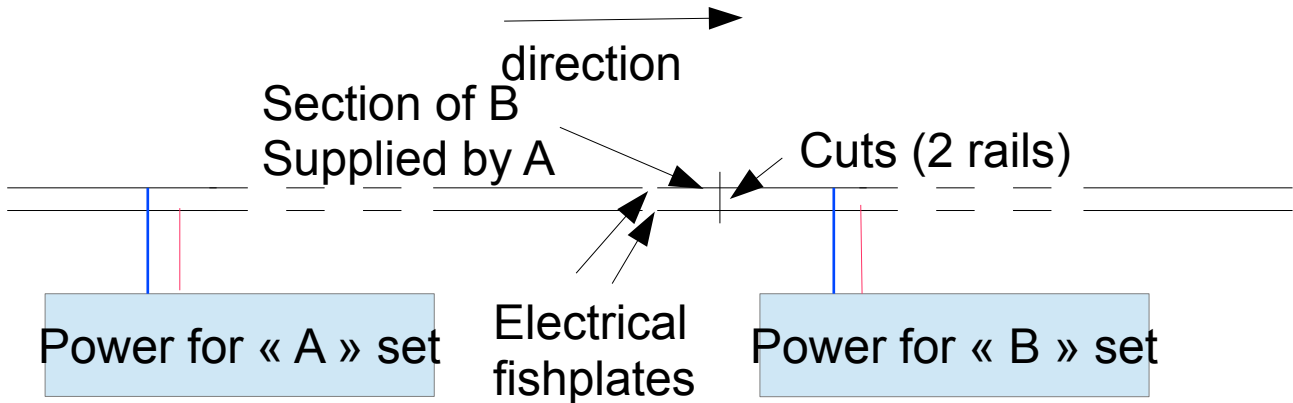 direction
Section of B
Supplied by A
Cuts (2 rails)
Electrical
fishplates
Power for « A » set
Power for « B » set